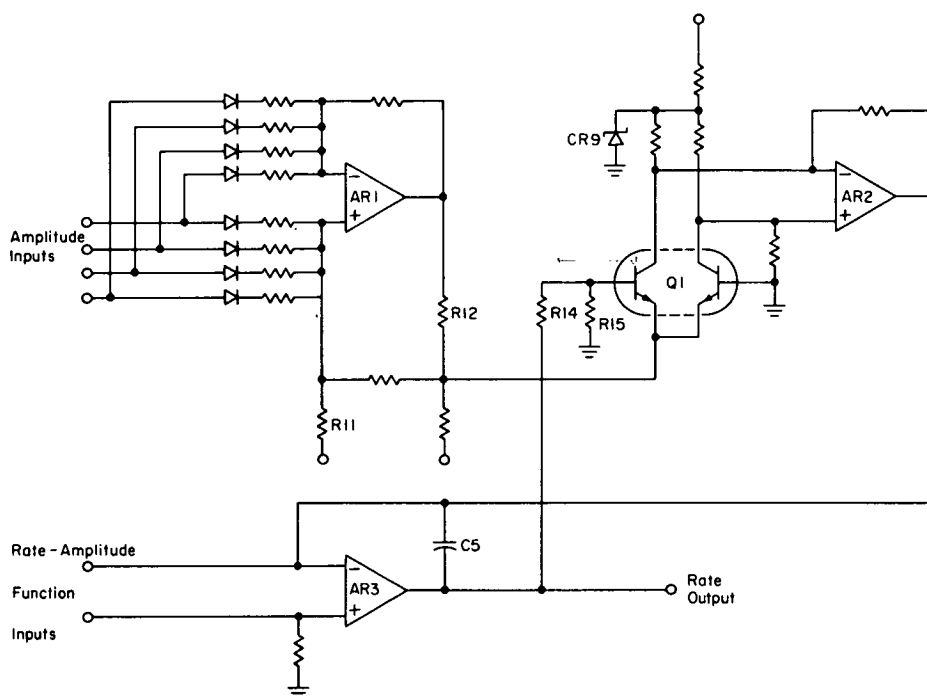 CR9
AR1
−
+
AR2
−
+
Amplitude
Inputs
Q1
R12
R14
R15
R11
Rate-Amplitude
Function
Inputs
C5
AR3
−
+
Rate
Output